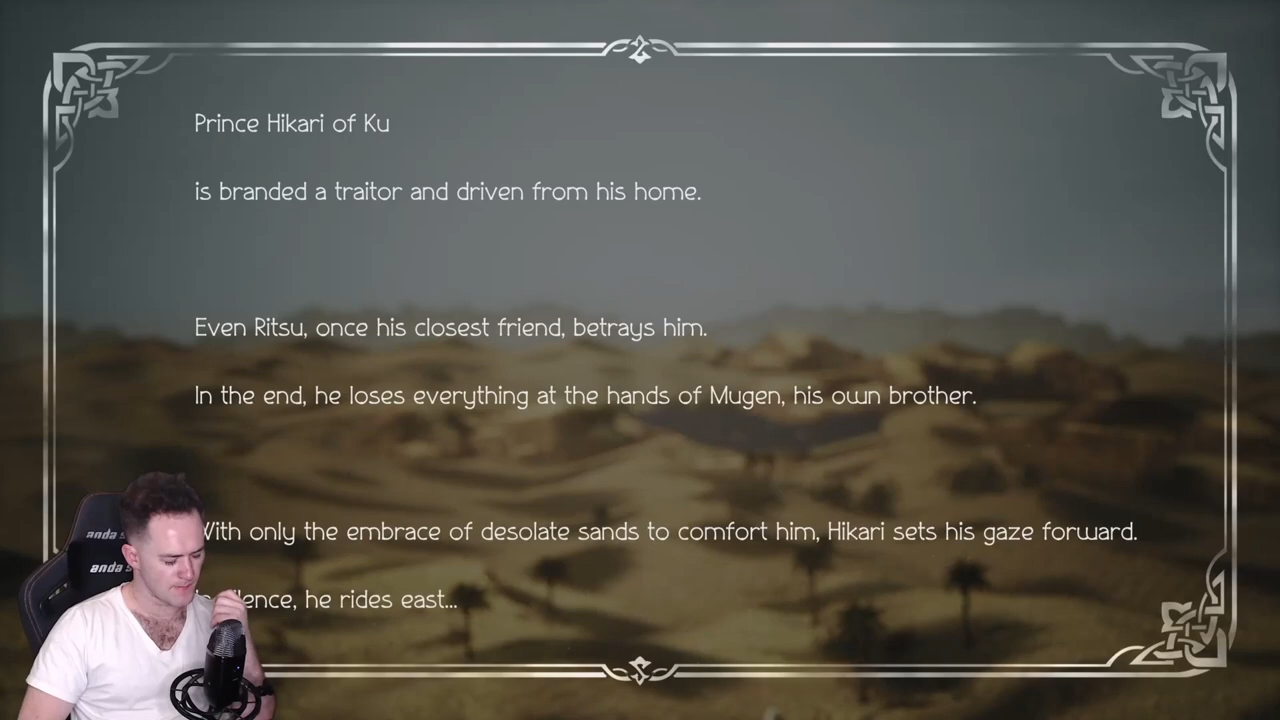 Prince Hikari of Ku
is branded a traitor and driven from his home.
Even Ritsu, once his closest friend, betrays him.
In the end, he loses everything at the hands of Mugen, his own brother.
With only the embrace of desolate sands to comfort him, Hikari sets his gaze forward.
he rides east...
anda s
anda s